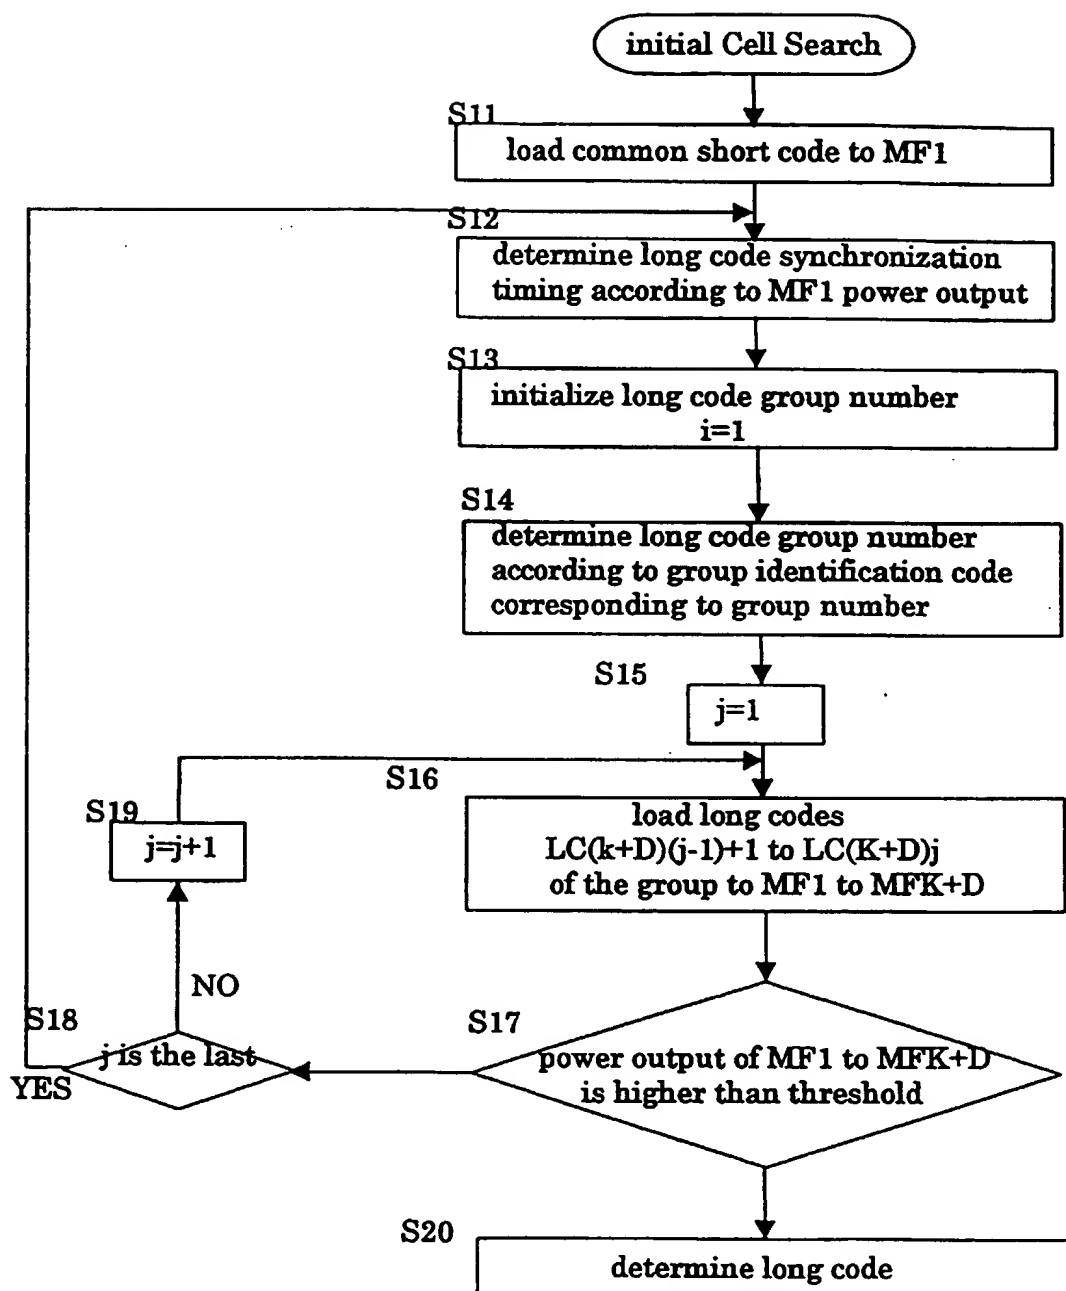 initial Cell Search
S11
load common short code to MF1
S12
determine long code synchronization
timing according to MF1 power output
S13
initialize long code group number
i=1
S14
determine long code group number
according to group identification code
corresponding to group number
S15
j=1
S16
S19
j=j+1
load long codes
LC(k+D)(j-1)+1 to LC(K+D)j
of the group to MF1 to MFK+D
NO
S18
S17
j is the last
YES
power output of MF1 to MFK+D
is higher than threshold
S20
determine long code